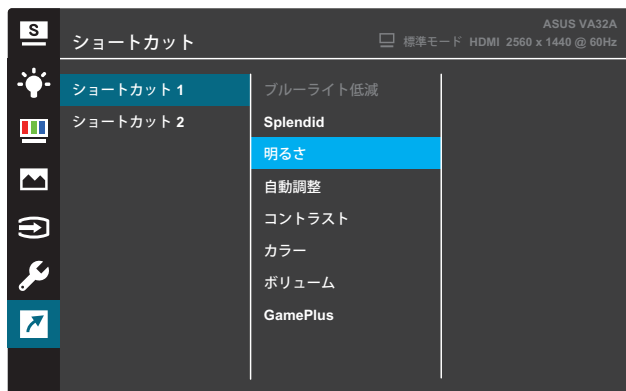 S
ショートカット
ASUS VA32A
標準モード HDMI 2560 x 1440 @ 60Hz
ショートカット 1
ショートカット 2
ブルーライト低減
Splendid
明るさ
自動調整
コントラスト
カラー
ボリューム
GamePlus